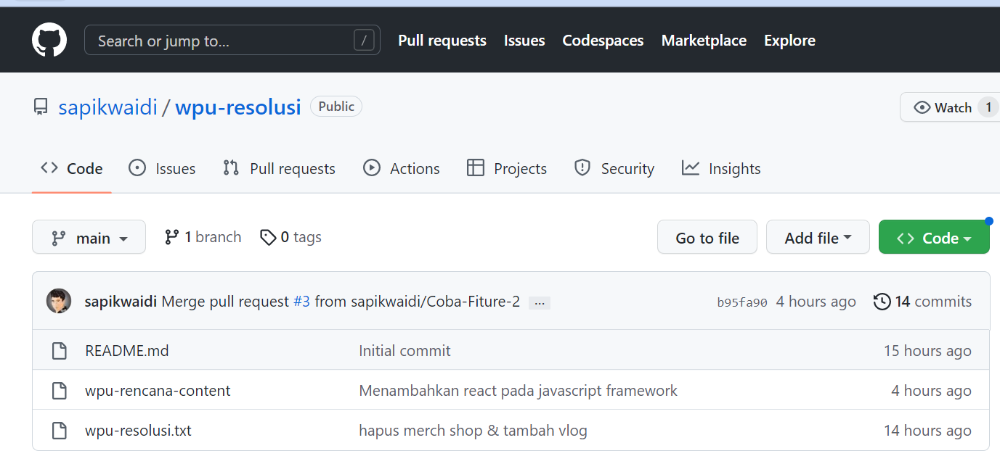 Search or jump to... / Pull requests Issues Codespaces Marketplace Explore
sapikwaidi / wpu-resolusi Public Watch 1
Code Issues Pull requests Actions Projects Security Insights
main 1 branch 0 tags Go to file Add file Code
sapikwaidi Merge pull request #3 from sapikwaidi/Coba-Fiture-2 ... b95fa90 4 hours ago 14 commits
README.md Initial commit 15 hours ago
wpu-rencana-content Menambahkan react pada javascript framework 4 hours ago
wpu-resolusi.txt hapus merch shop & tambah vlog 14 hours ago